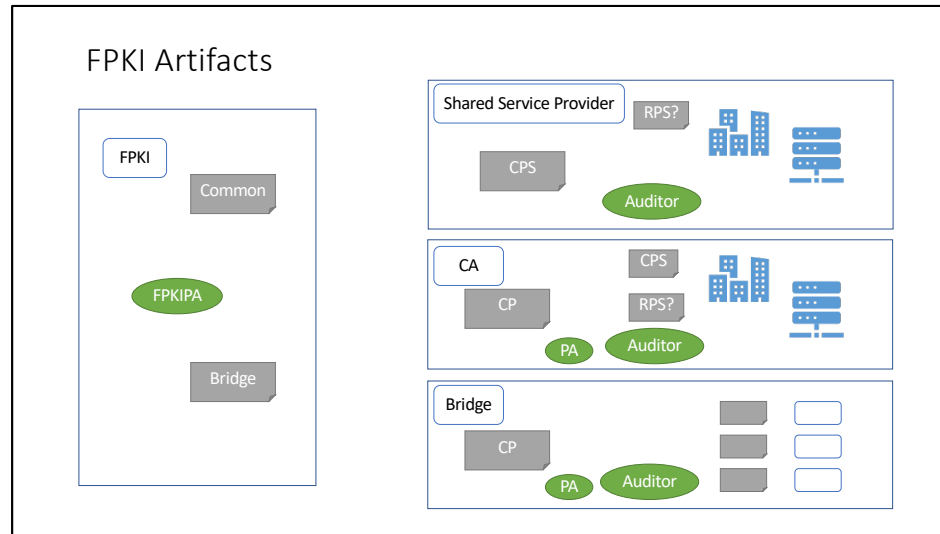 FPKI Artifacts
FPKI
Common
FPKIPA
Bridge
Shared Service Provider
RPS?
CPS
Auditor
CA
CPS
CP
RPS?
PA
Auditor
Bridge
CP
PA
Auditor